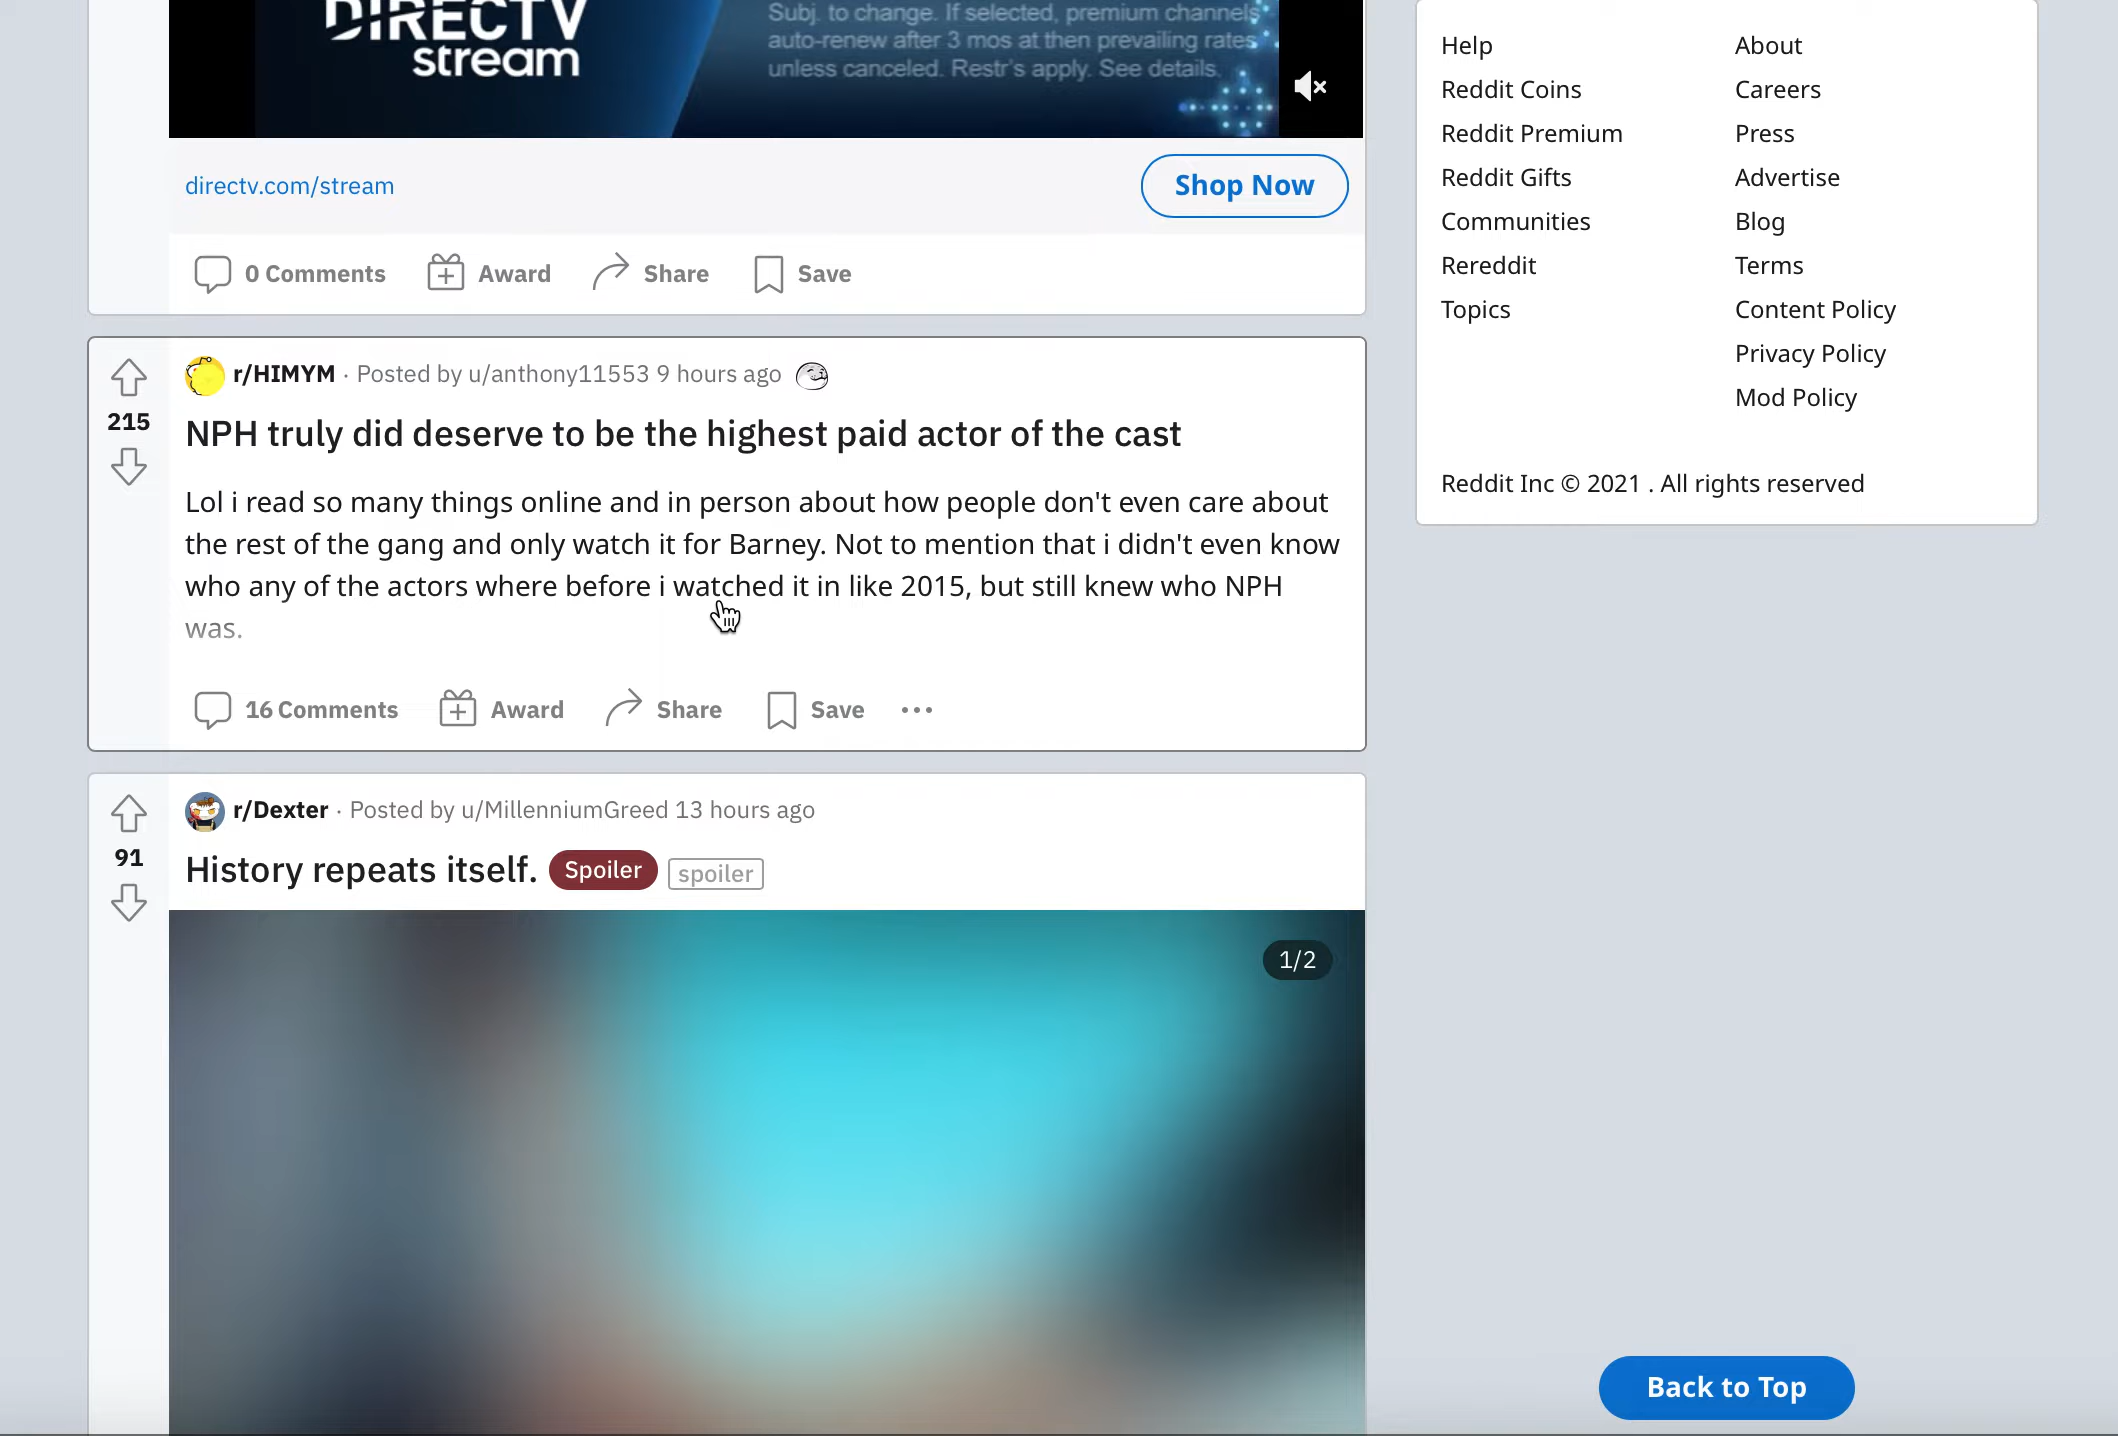 DIRECTV
stream
Subj. to change. If selected, premium channels
auto-renew after 3 mos at then prevailing rates
unless canceled. Restr's apply. See details.
directv.com/stream
Shop Now
0 Comments Award Share Save
r/HIMYM · Posted by u/anthony11553 9 hours ago
215
NPH truly did deserve to be the highest paid actor of the cast
Lol i read so many things online and in person about how people don't even care about
the rest of the gang and only watch it for Barney. Not to mention that i didn't even know
who any of the actors where before i watched it in like 2015, but still knew who NPH
was.
16 Comments Award Share Save
r/Dexter · Posted by u/MillenniumGreed 13 hours ago
91
History repeats itself. Spoiler spoiler
1/2
Help
Reddit Coins
Reddit Premium
Reddit Gifts
Communities
Rereddit
Topics
About
Careers
Press
Advertise
Blog
Terms
Content Policy
Privacy Policy
Mod Policy
Reddit Inc © 2021 . All rights reserved
Back to Top